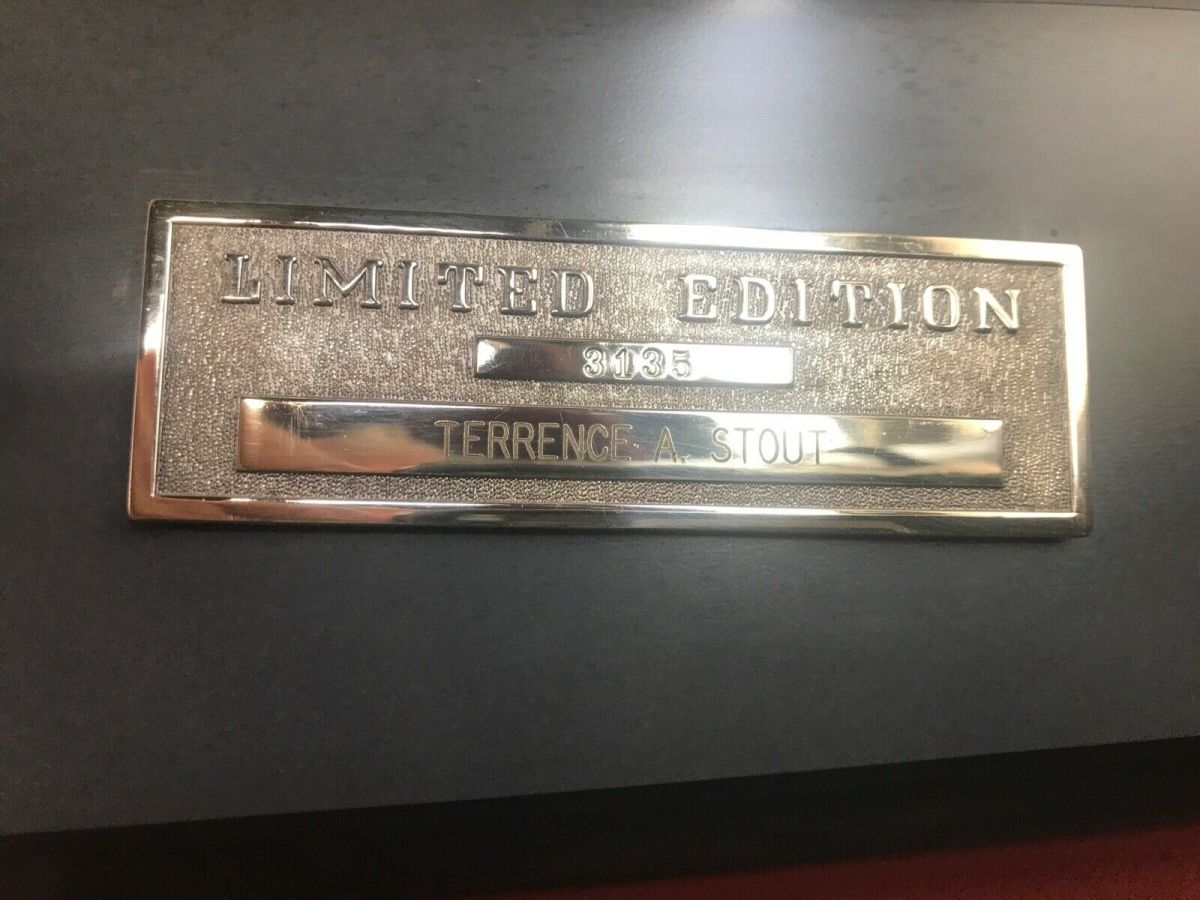 LIMITED EDITION
3135
TERRENCE A. STOUT